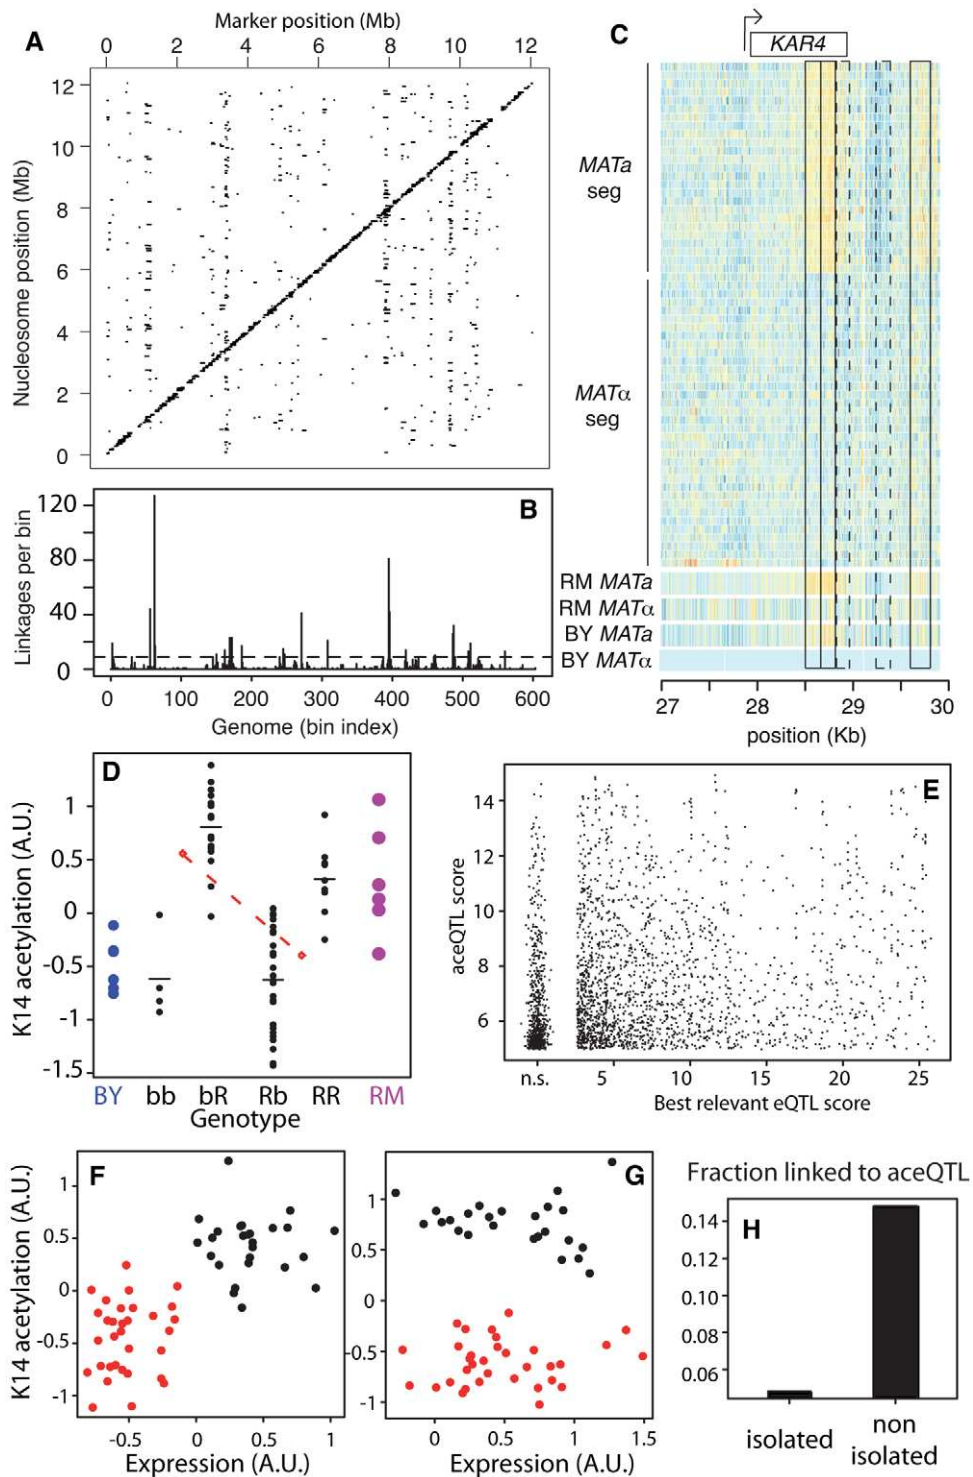 A
Marker position (Mb)
0 2 4 6 8 10 12
Nucleosome position (Mb)
12
10
8
6
4
2
0
B
Linkages per bin
120
80
40
0
0 100 200 300 400 500 600
Genome (bin index)
C
KAR4
MATa
seg
MATα
seg
RM MATa
RM MATα
BY MATa
BY MATα
27 28 29 30
position (Kb)
D
K14 acetylation (A.U.)
1
0.5
0
-0.5
-1
-1.5
BY bb bR Rb RR RM
Genotype
E
aceQTL score
14
12
10
8
6
n.s. 5 10 15 20 25
Best relevant eQTL score
F
K14 acetylation (A.U.)
1
0.5
0
-0.5
-1
-0.5 0 0.5 1
Expression (A.U.)
G
1
0.5
0
-0.5
-1
0 0.5 1 1.5
Expression (A.U.)
Fraction linked to aceQTL
H
0.14
0.12
0.10
0.08
0.06
isolated
non
isolated